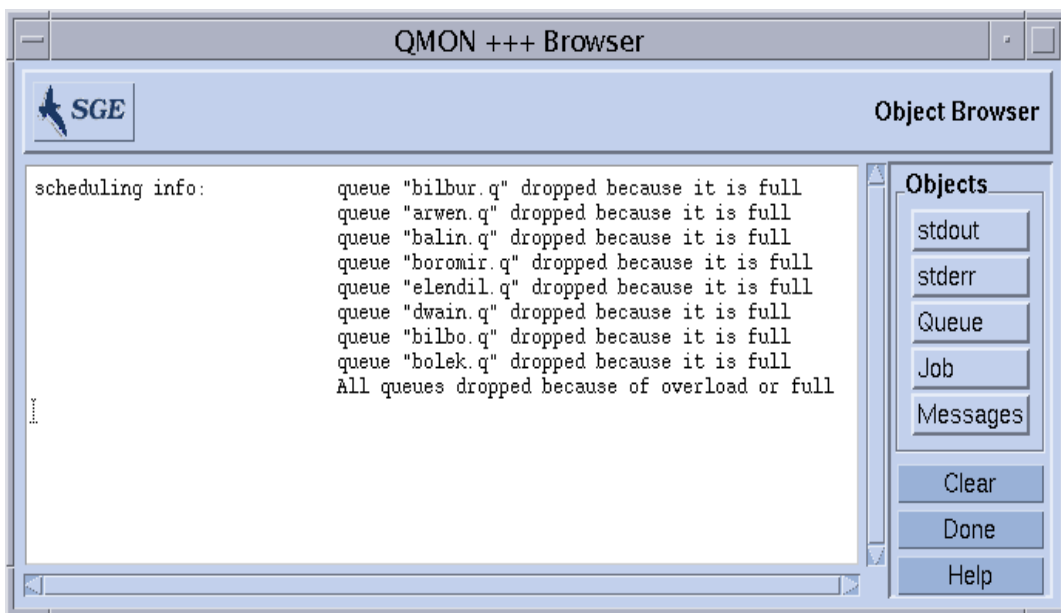 QMON +++ Browser
SGE
Object Browser
scheduling info: queue "bilbur.q" dropped because it is full
queue "arwen.q" dropped because it is full
queue "balin.q" dropped because it is full
queue "boromir.q" dropped because it is full
queue "elendil.q" dropped because it is full
queue "dwain.q" dropped because it is full
queue "bilbo.q" dropped because it is full
queue "bolek.q" dropped because it is full
All queues dropped because of overload or full
Objects
stdout
stderr
Queue
Job
Messages
Clear
Done
Help